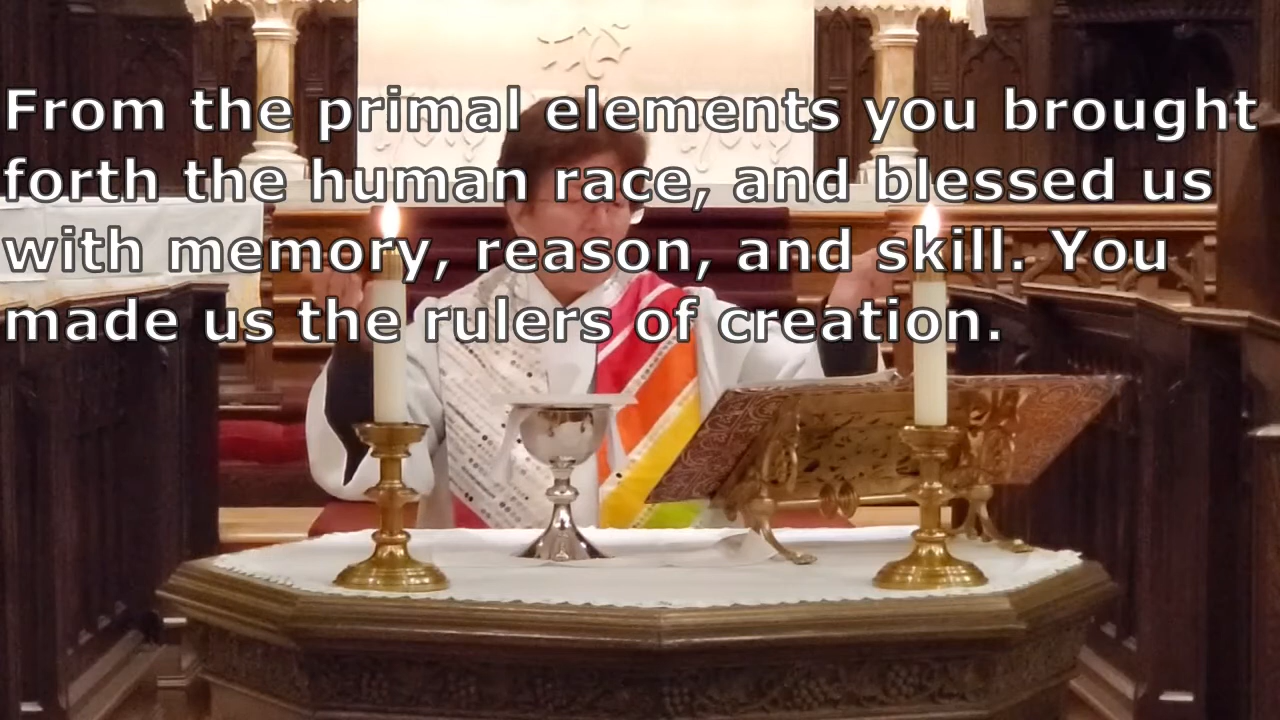 From the primal elements you brought
forth the human race, and blessed us
with memory, reason, and skill. You
made us the rulers of creation.